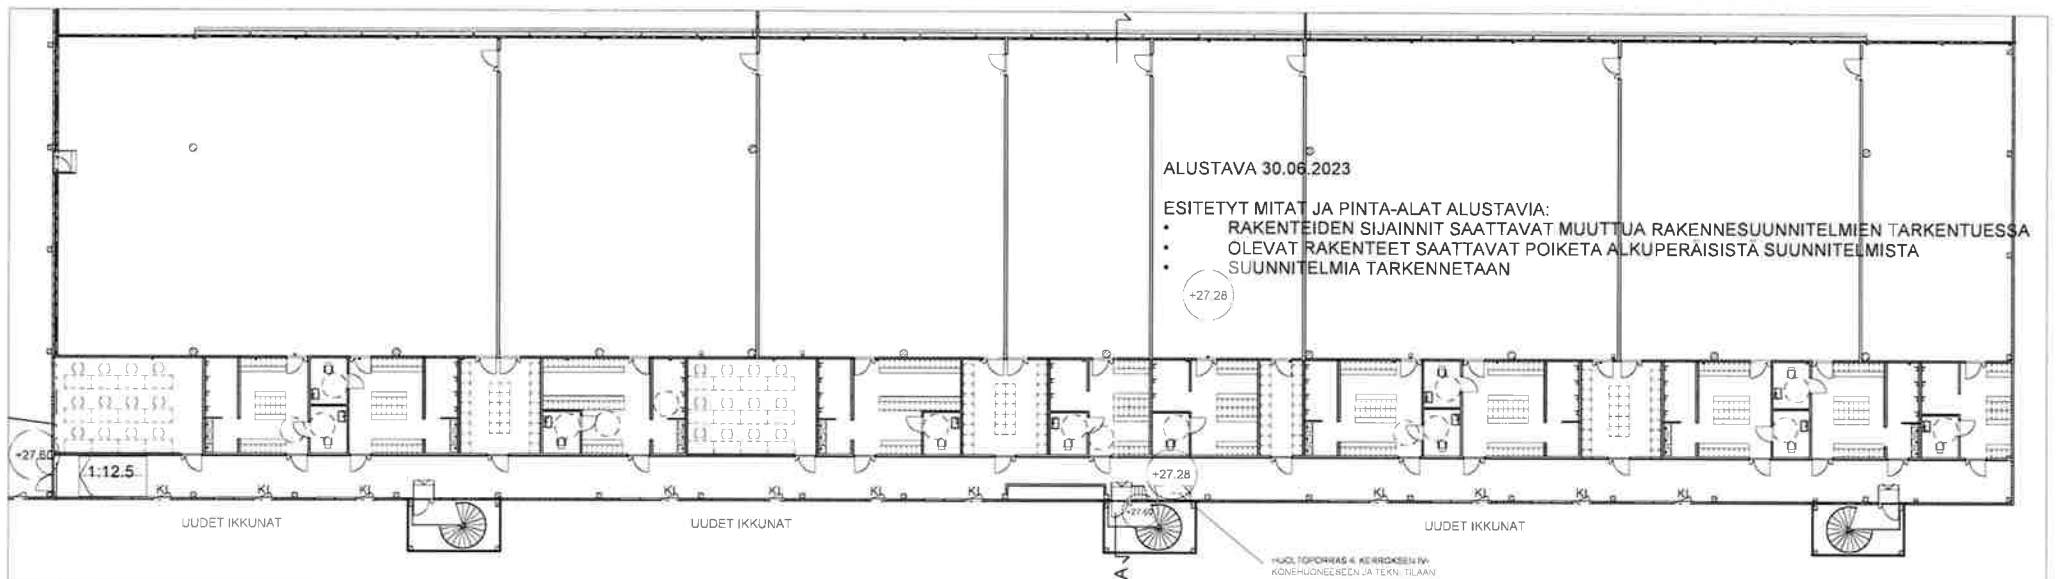 ALUSTAVA 30.06.2023
ESITETYT MITAT JA PINTA-ALAT ALUSTAVIA:
• RAKENTEIDEN SIJAINNIT SAATTAVAT MUUTTUA RAKENNESUUNNITELMIEN TARKENTUESSA
• OLEVAT RAKENTEET SAATTAVAT POIKETA ALKUPERÄISISTÄ SUUNNITELMISTA
• SUUNNITELMIA TARKENNETAAN
+27.28
+27.60
1:12.5
+27.28
KL KL KL KL KL KL KL KL KL KL KL
+27.60
UUDET IKKUNAT UUDET IKKUNAT UUDET IKKUNAT
HUOLTOPORRAS 4. KERROKSEN IV-
KONEHUONEESEEN JA TEKN. TILAAN
A